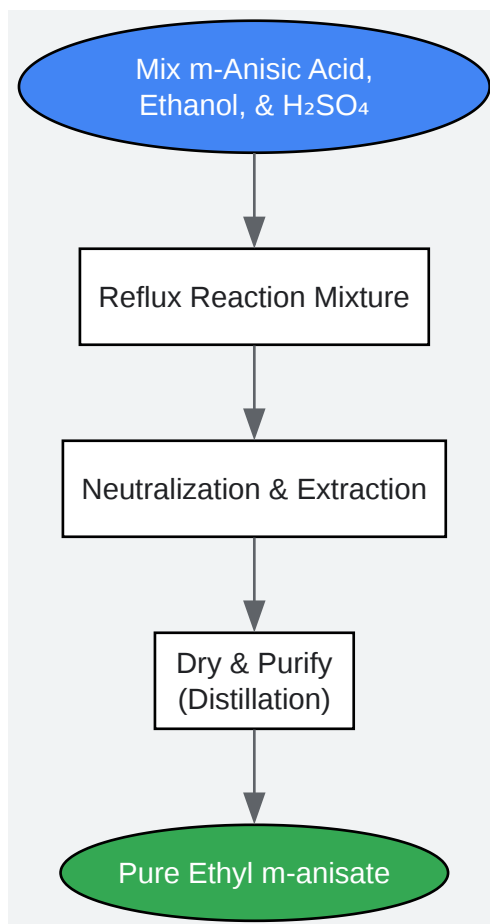 Mix m-Anisic Acid,
Ethanol, & H₂SO₄
Reflux Reaction Mixture
Neutralization & Extraction
Dry & Purify
(Distillation)
Pure Ethyl m-anisate